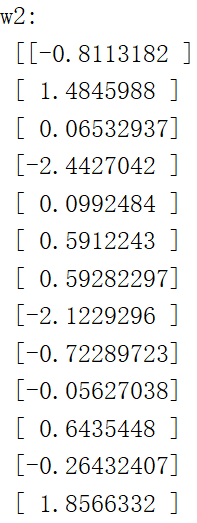 w2:
[[-0.8113182 ]
[ 1.4845988 ]
[ 0.06532937]
[-2.4427042 ]
[ 0.0992484 ]
[ 0.5912243 ]
[ 0.59282297]
[-2.1229296 ]
[-0.72289723]
[-0.05627038]
[ 0.6435448 ]
[-0.26432407]
[ 1.8566332 ]